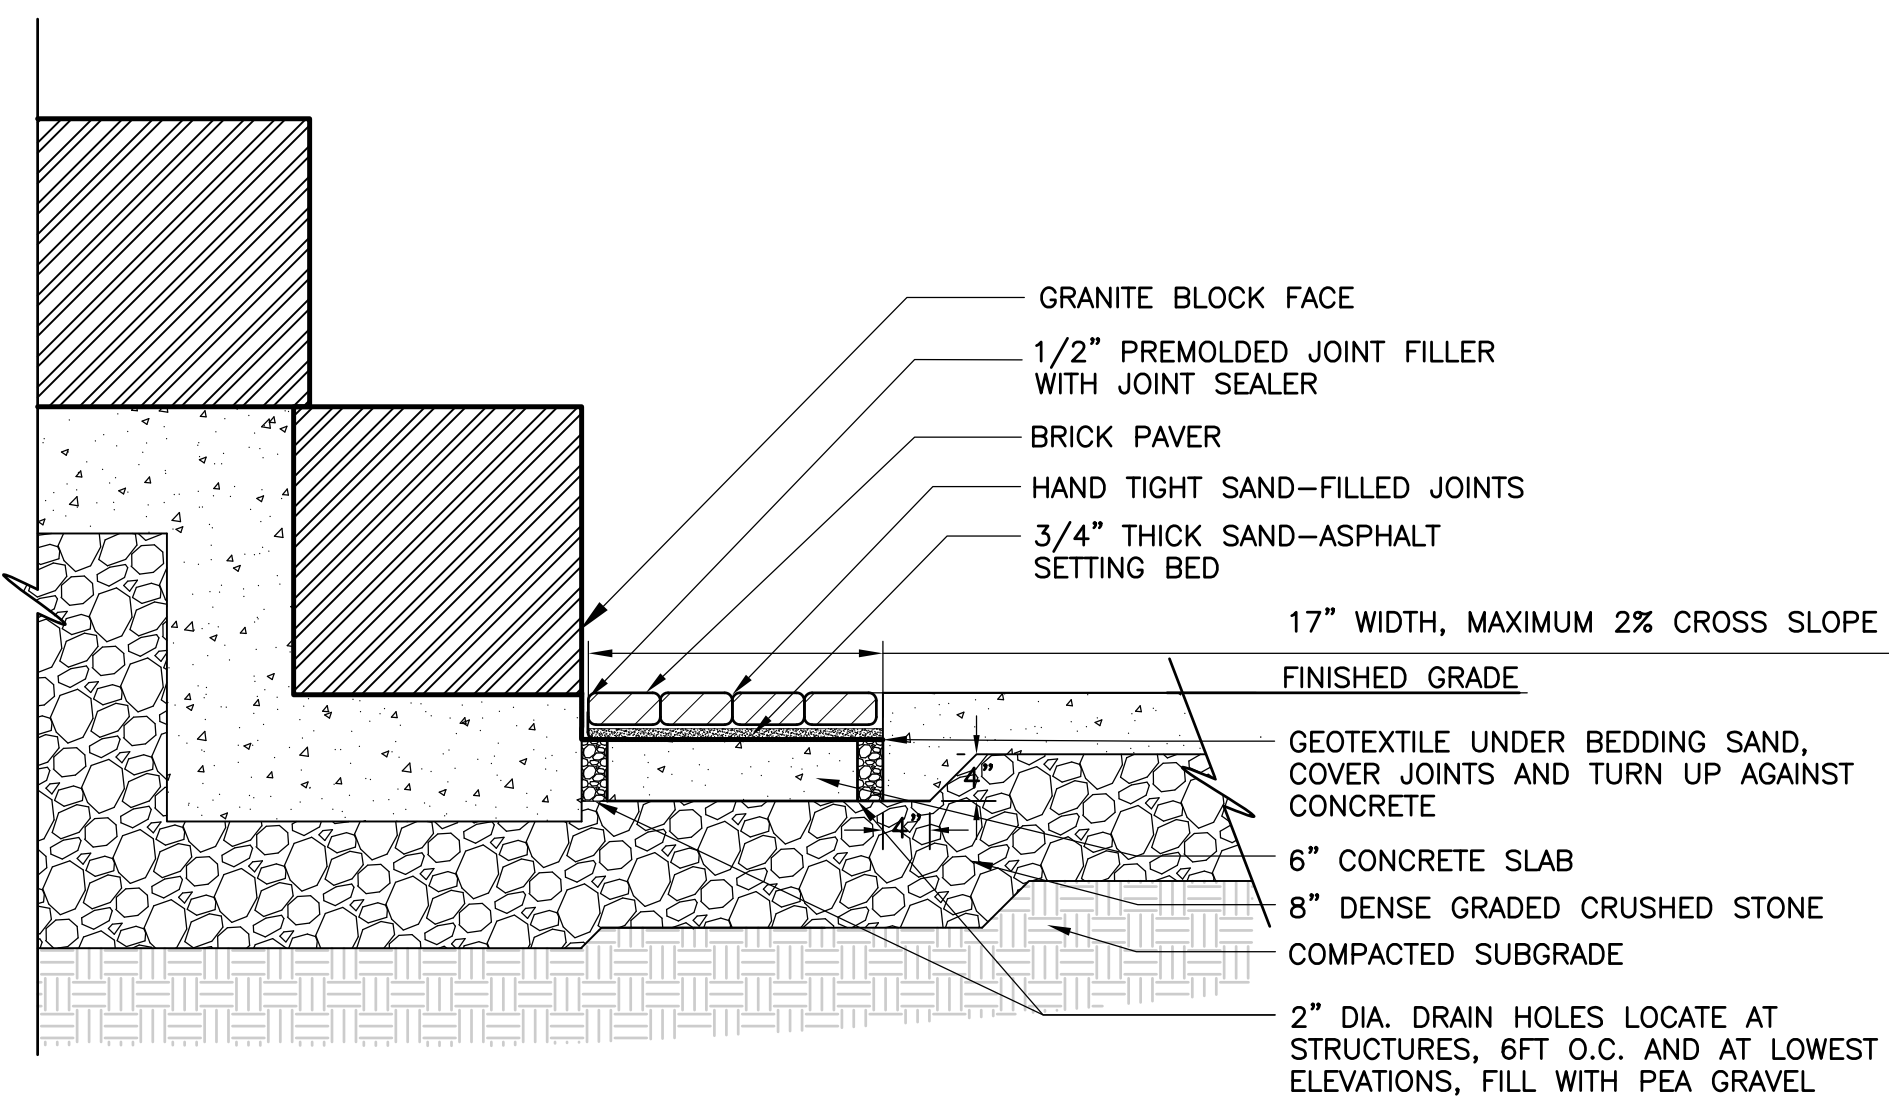 GRANITE BLOCK FACE
1/2” PREMOLDED JOINT FILLER
WITH JOINT SEALER
BRICK PAVER
HAND TIGHT SAND–FILLED JOINTS
3/4” THICK SAND–ASPHALT
SETTING BED
17” WIDTH, MAXIMUM 2% CROSS SLOPE
FINISHED GRADE
GEOTEXTILE UNDER BEDDING SAND,
COVER JOINTS AND TURN UP AGAINST
CONCRETE
4”
4”
6” CONCRETE SLAB
8” DENSE GRADED CRUSHED STONE
COMPACTED SUBGRADE
2” DIA. DRAIN HOLES LOCATE AT
STRUCTURES, 6FT O.C. AND AT LOWEST
ELEVATIONS, FILL WITH PEA GRAVEL